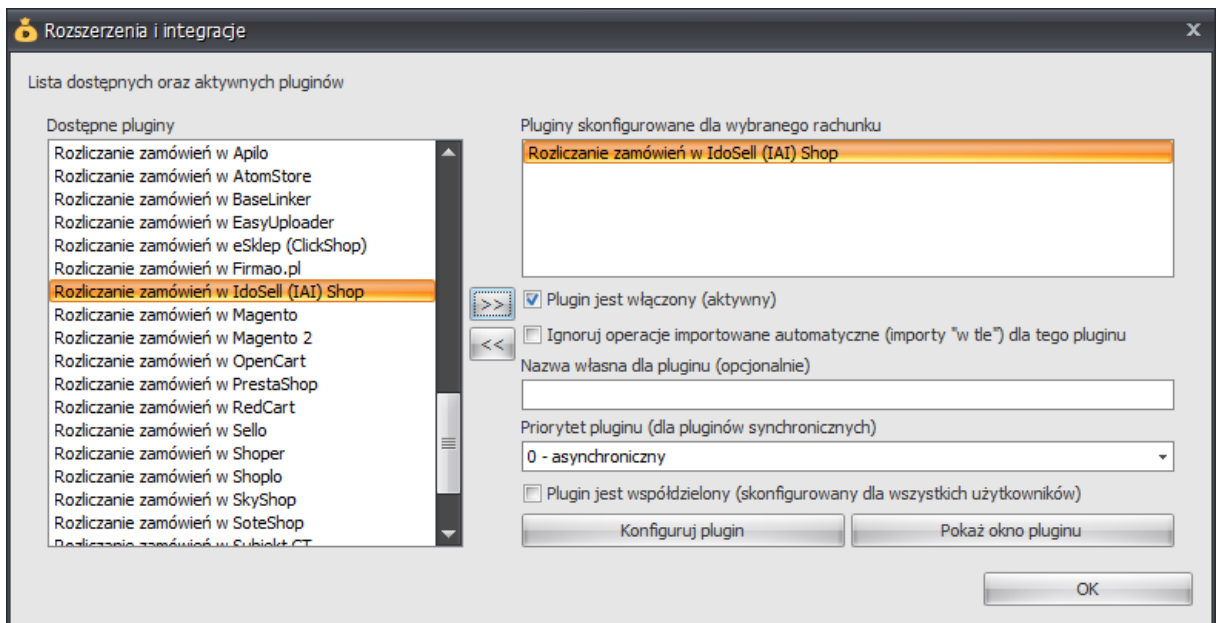 Rozszerzenia i integracje
x
Lista dostępnych oraz aktywnych pluginów
Dostępne pluginy
Rozliczanie zamówień w Apilo
Rozliczanie zamówień w AtomStore
Rozliczanie zamówień w BaseLinker
Rozliczanie zamówień w EasyUploader
Rozliczanie zamówień w eSklep (ClickShop)
Rozliczanie zamówień w Firmao.pl
Rozliczanie zamówień w IdoSell (IAI) Shop
Rozliczanie zamówień w Magento
Rozliczanie zamówień w Magento 2
Rozliczanie zamówień w OpenCart
Rozliczanie zamówień w PrestaShop
Rozliczanie zamówień w RedCart
Rozliczanie zamówień w Sello
Rozliczanie zamówień w Shoper
Rozliczanie zamówień w Shoplo
Rozliczanie zamówień w SkyShop
Rozliczanie zamówień w SoteShop
Rozliczanie zamówień w Subiekt GT
>>
<<
Pluginy skonfigurowane dla wybranego rachunku
Rozliczanie zamówień w IdoSell (IAI) Shop
Plugin jest włączony (aktywny)
Ignoruj operacje importowane automatyczne (importy "w tle") dla tego pluginu
Nazwa własna dla pluginu (opcjonalnie)
Priorytet pluginu (dla pluginów synchronicznych)
0 - asynchroniczny
Plugin jest współdzielony (skonfigurowany dla wszystkich użytkowników)
Konfiguruj plugin
Pokaż okno pluginu
OK